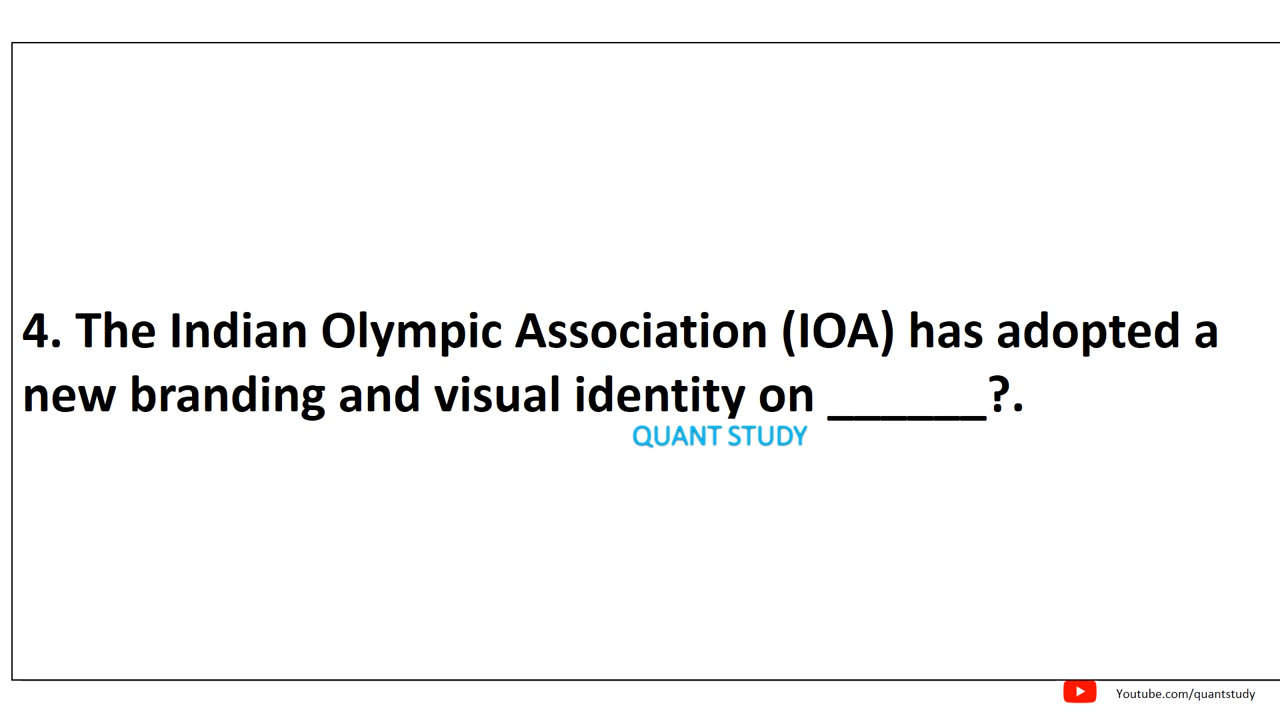 4. The Indian Olympic Association (IOA) has adopted a
new branding and visual identity on ______?.
QUANT STUDY
Youtube.com/quantstudy